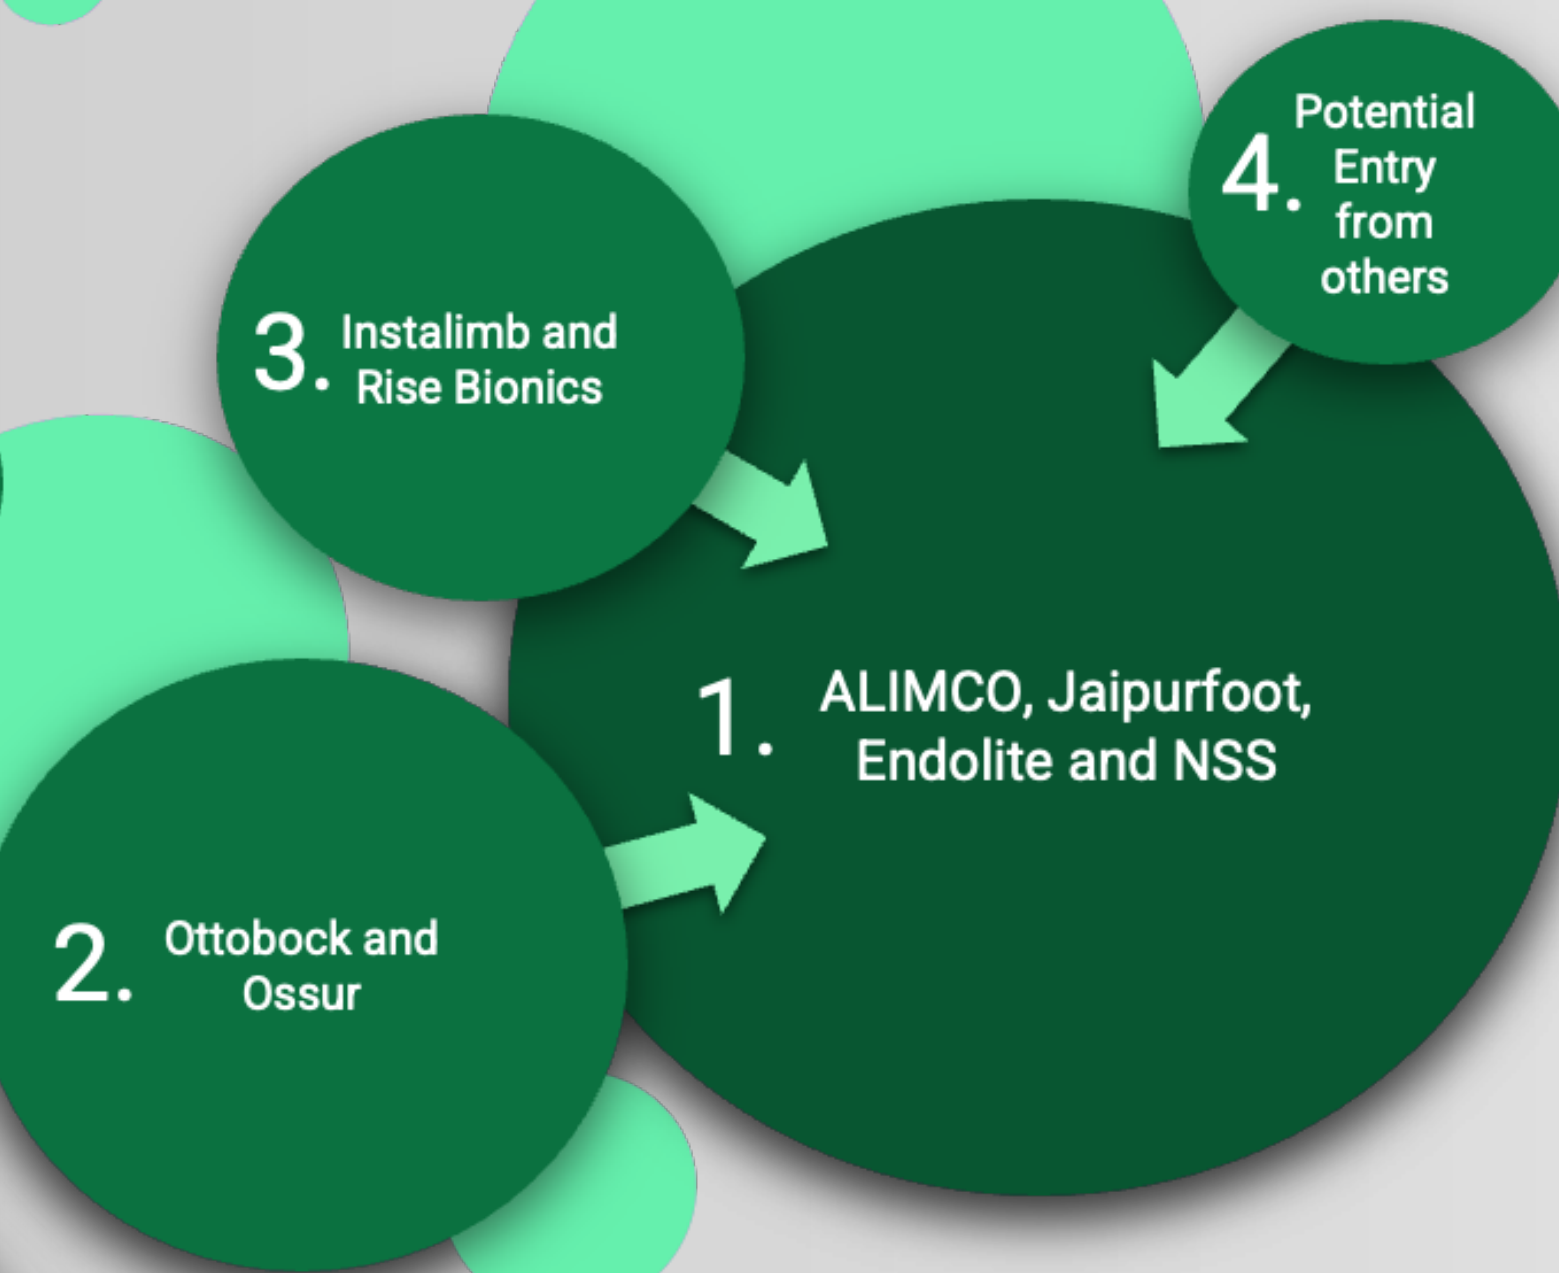 1.
ALIMCO, Jaipurfoot,
Endolite and NSS
2.
Ottobock and
Ossur
3.
Instalimb and
Rise Bionics
4.
Potential
Entry
from
others